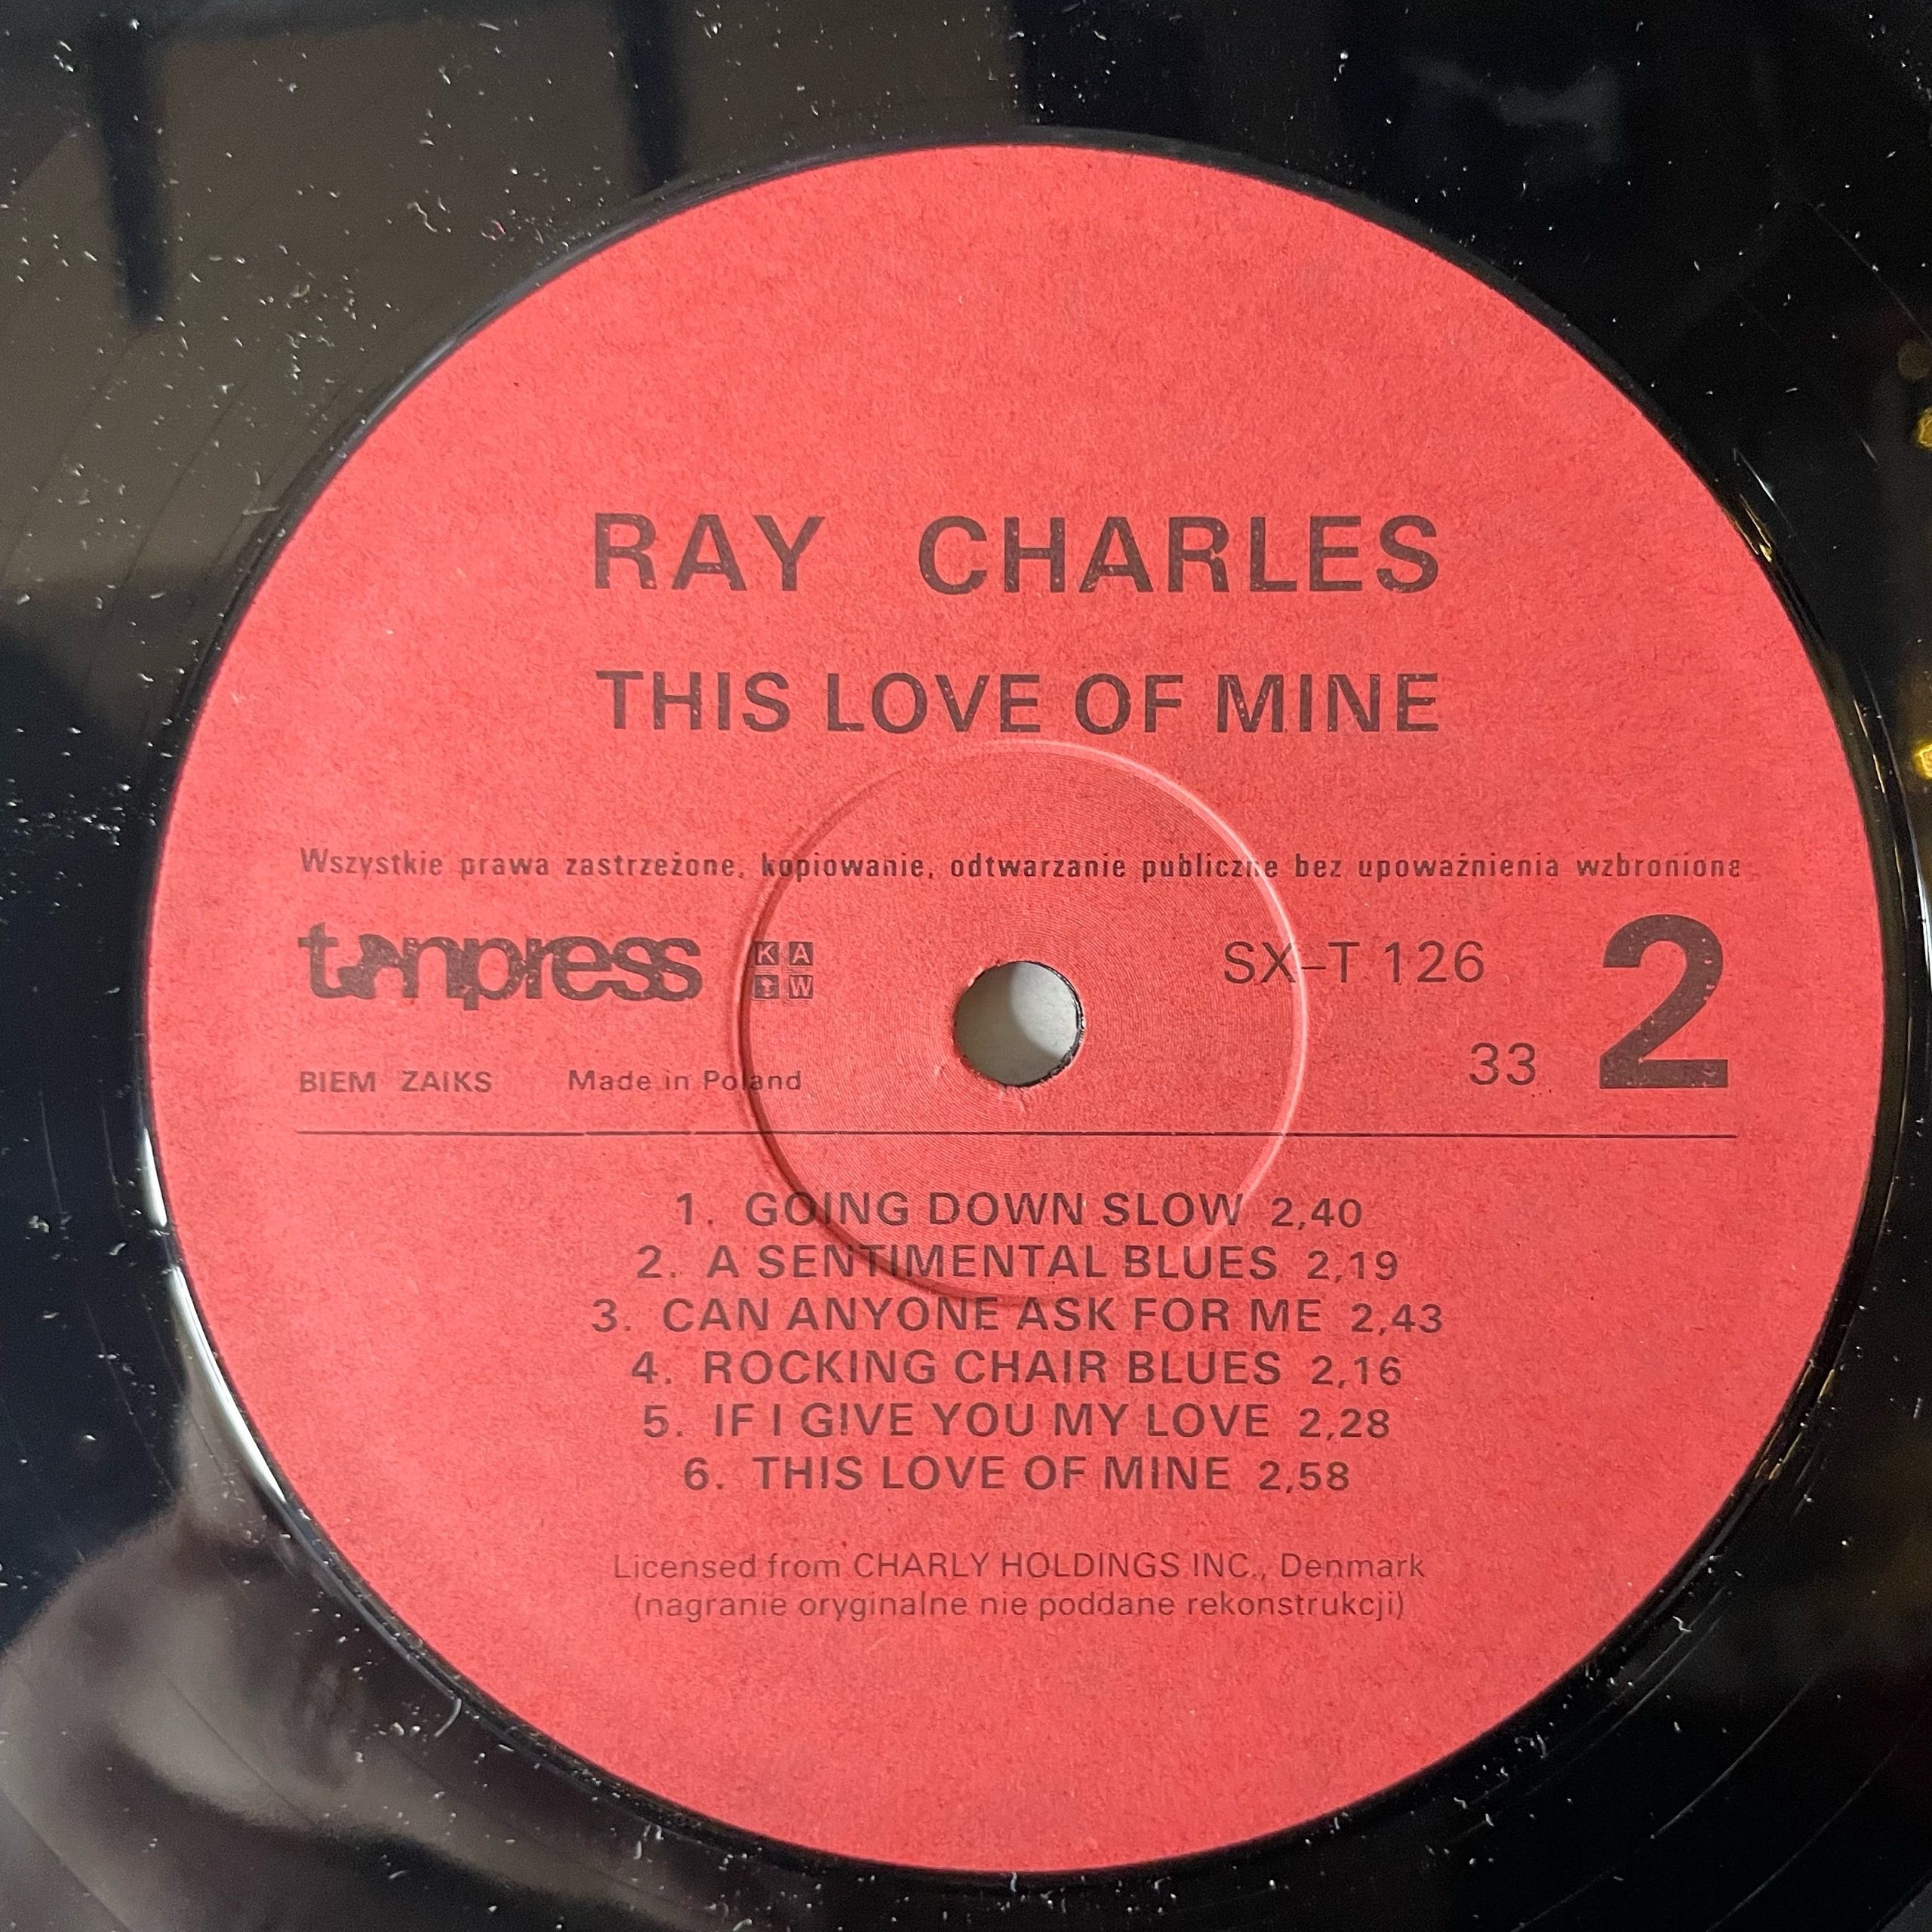 RAY CHARLES
THIS LOVE OF MINE
Wszystkie prawa zastrzeżone, kopiowanie, odtwarzanie publiczne bez upoważnienia wzbronione
tonpress KAW SX-T 126 2
33
BIEM ZAIKS Made in Poland
1. GOING DOWN SLOW 2,40
2. A SENTIMENTAL BLUES 2,19
3. CAN ANYONE ASK FOR ME 2,43
4. ROCKING CHAIR BLUES 2,16
5. IF I GIVE YOU MY LOVE 2,28
6. THIS LOVE OF MINE 2,58
Licensed from CHARLY HOLDINGS INC., Denmark
(nagranie oryginalne nie poddane rekonstrukcji)